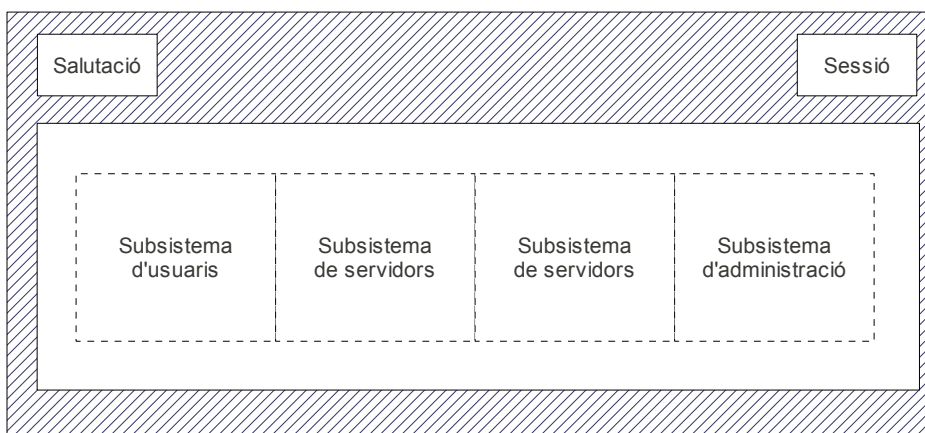 Salutació
Sessió
Subsistema
d'usuaris
Subsistema
de servidors
Subsistema
de servidors
Subsistema
d'administració